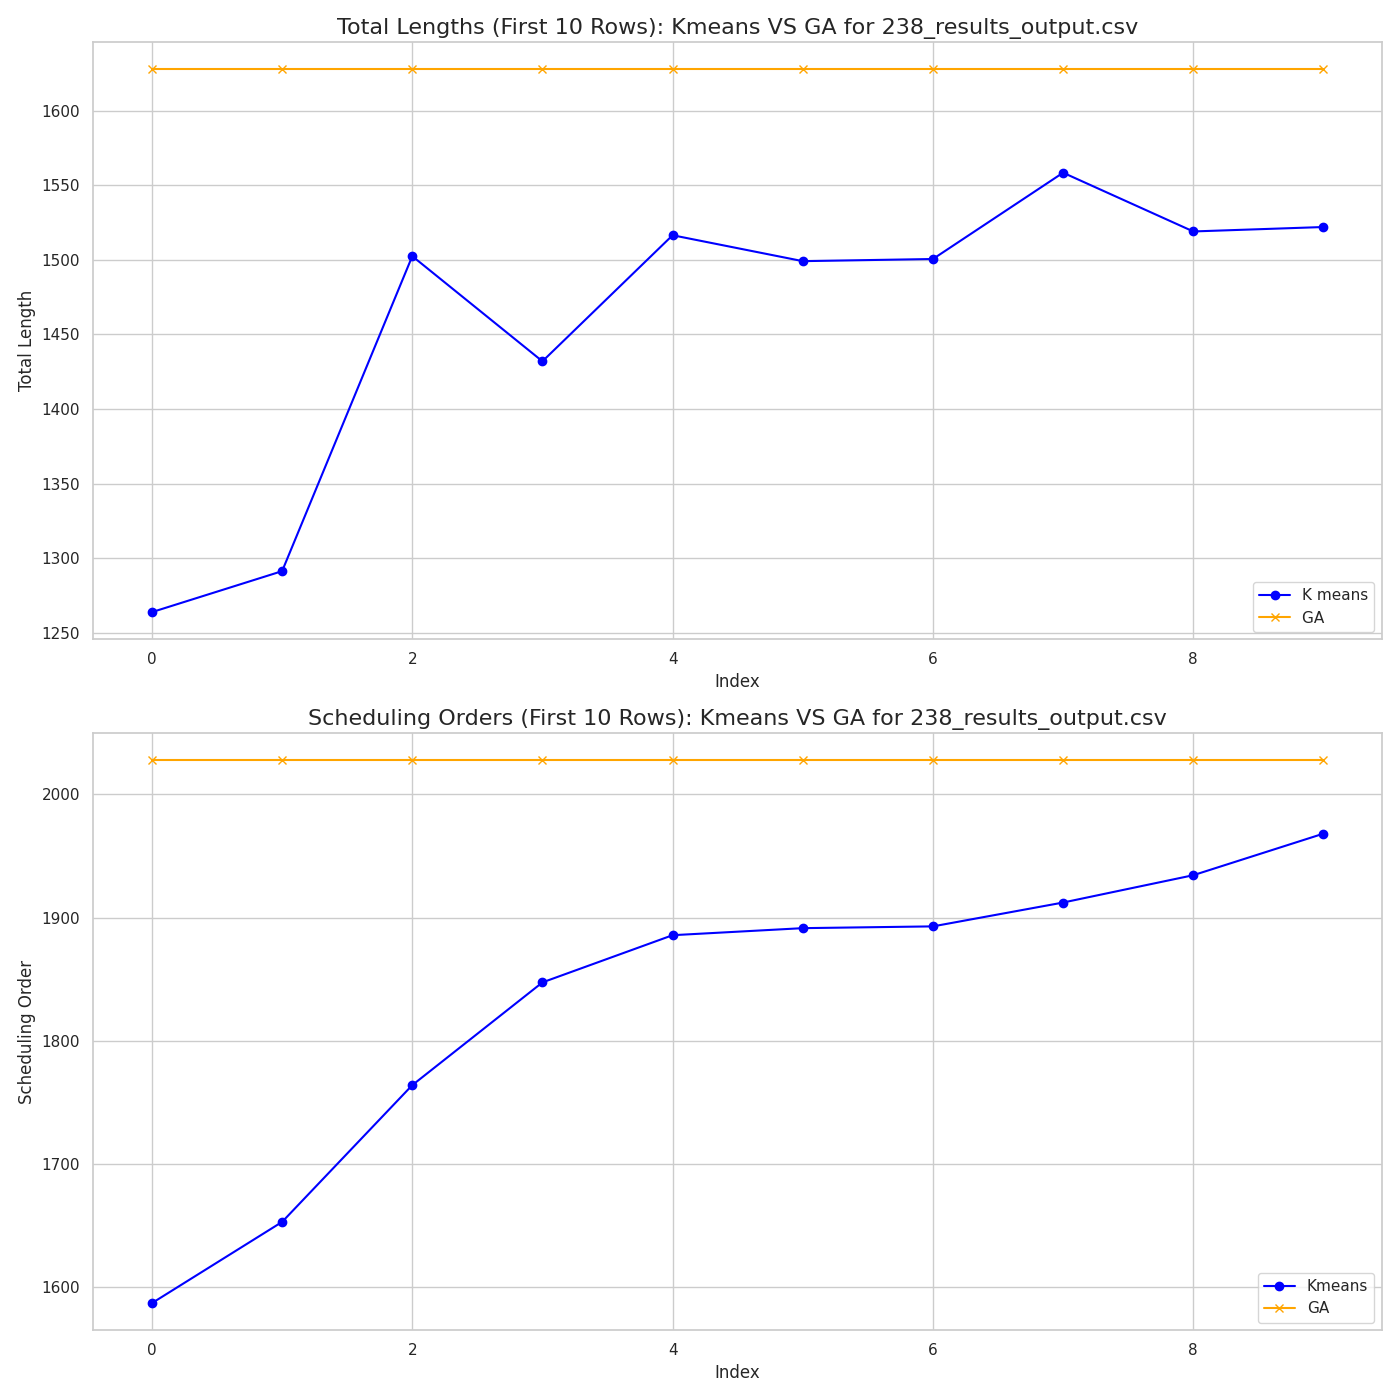 Total Lengths (First 10 Rows): Kmeans VS GA for 238_results_output.csv
Total Length
1600
1550
1500
1450
1400
1350
1300
1250
K means
GA
0 2 4 6 8
Index
Scheduling Orders (First 10 Rows): Kmeans VS GA for 238_results_output.csv
Scheduling Order
2000
1900
1800
1700
1600
Kmeans
GA
0 2 4 6 8
Index